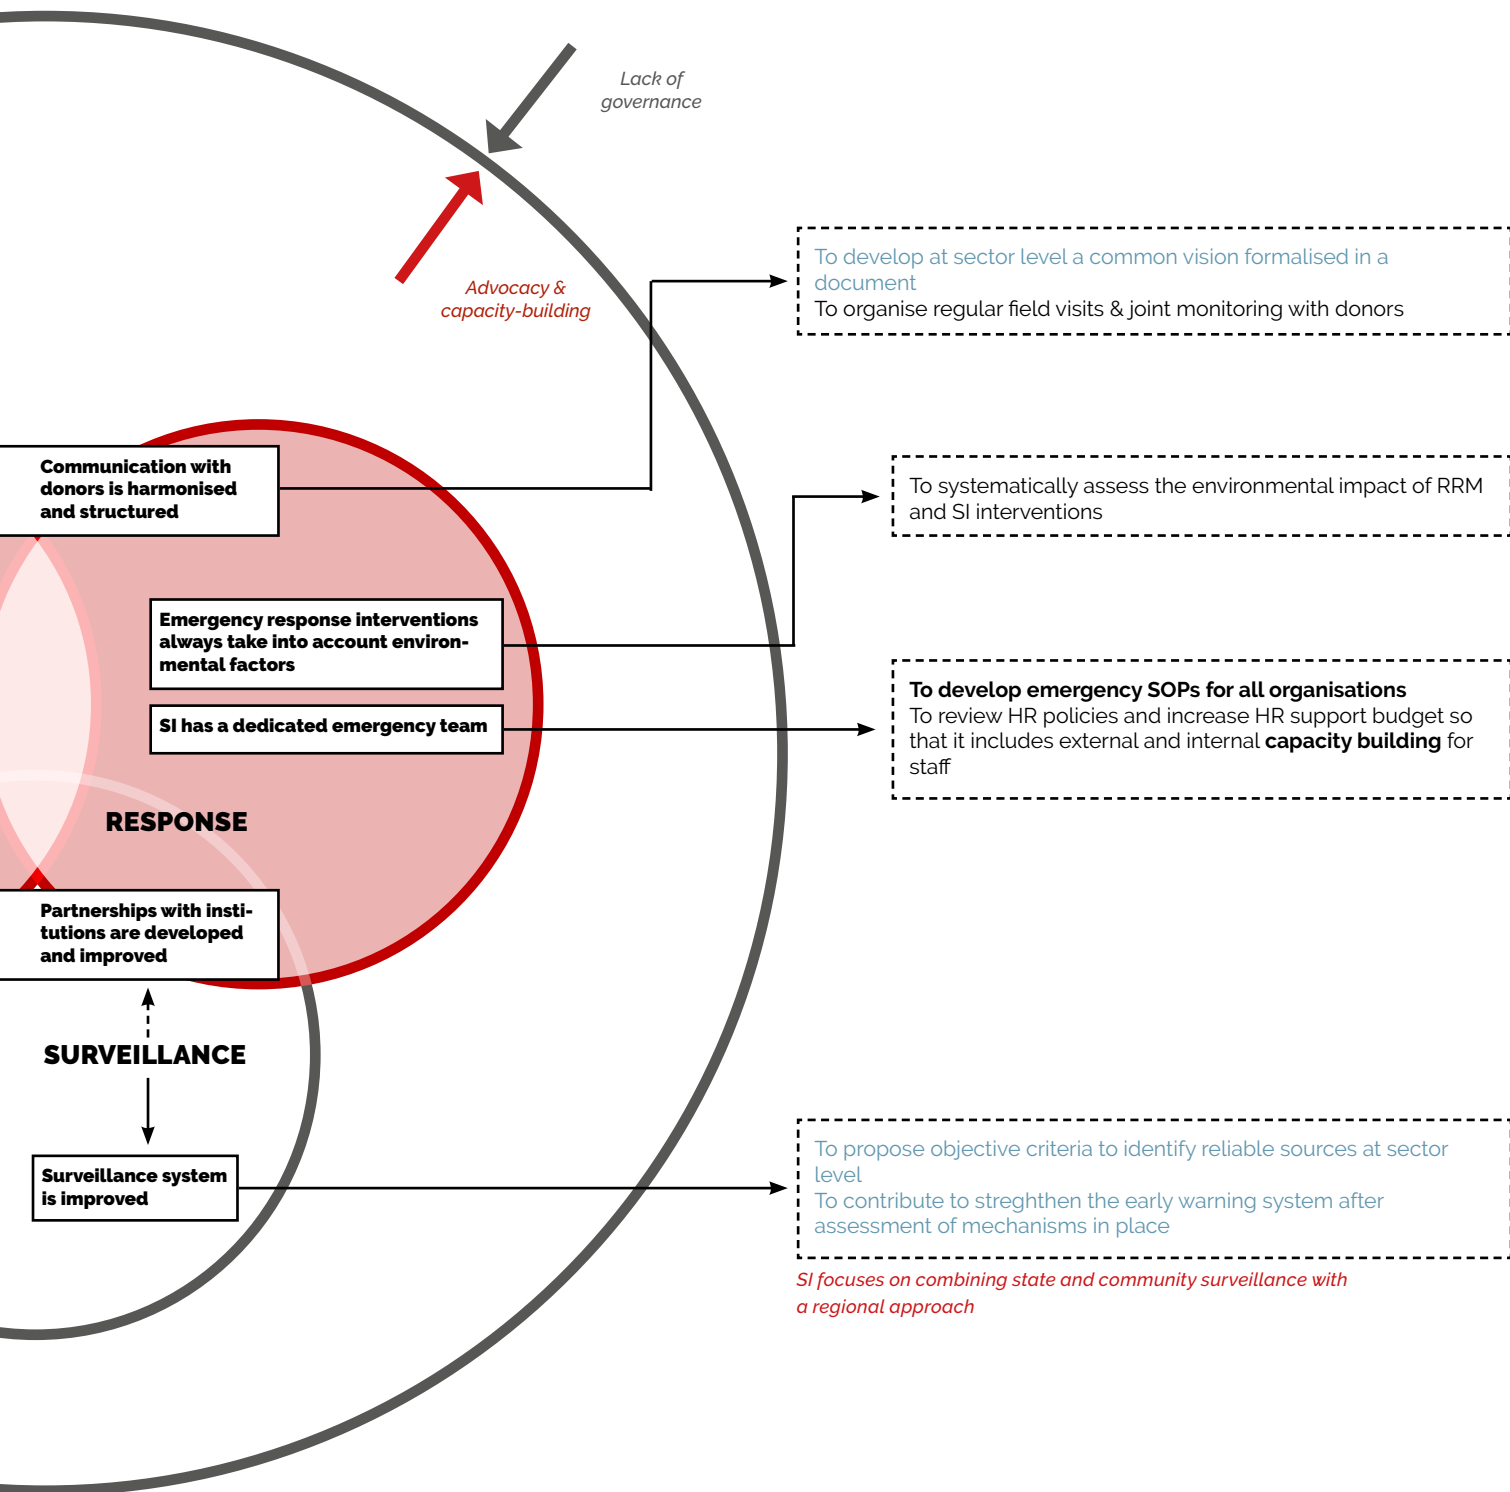 Lack of
governance
Advocacy &
capacity-building
To develop at sector level a common vision formalised in a
document
To organise regular field visits & joint monitoring with donors
Communication with
donors is harmonised
and structured
To systematically assess the environmental impact of RRM
and SI interventions
Emergency response interventions
always take into account environ-
mental factors
SI has a dedicated emergency team
To develop emergency SOPs for all organisations
To review HR policies and increase HR support budget so
that it includes external and internal capacity building for
staff
RESPONSE
Partnerships with insti-
tutions are developed
and improved
SURVEILLANCE
Surveillance system
is improved
To propose objective criteria to identify reliable sources at sector
level
To contribute to streghthen the early warning system after
assessment of mechanisms in place
SI focuses on combining state and community surveillance with
a regional approach